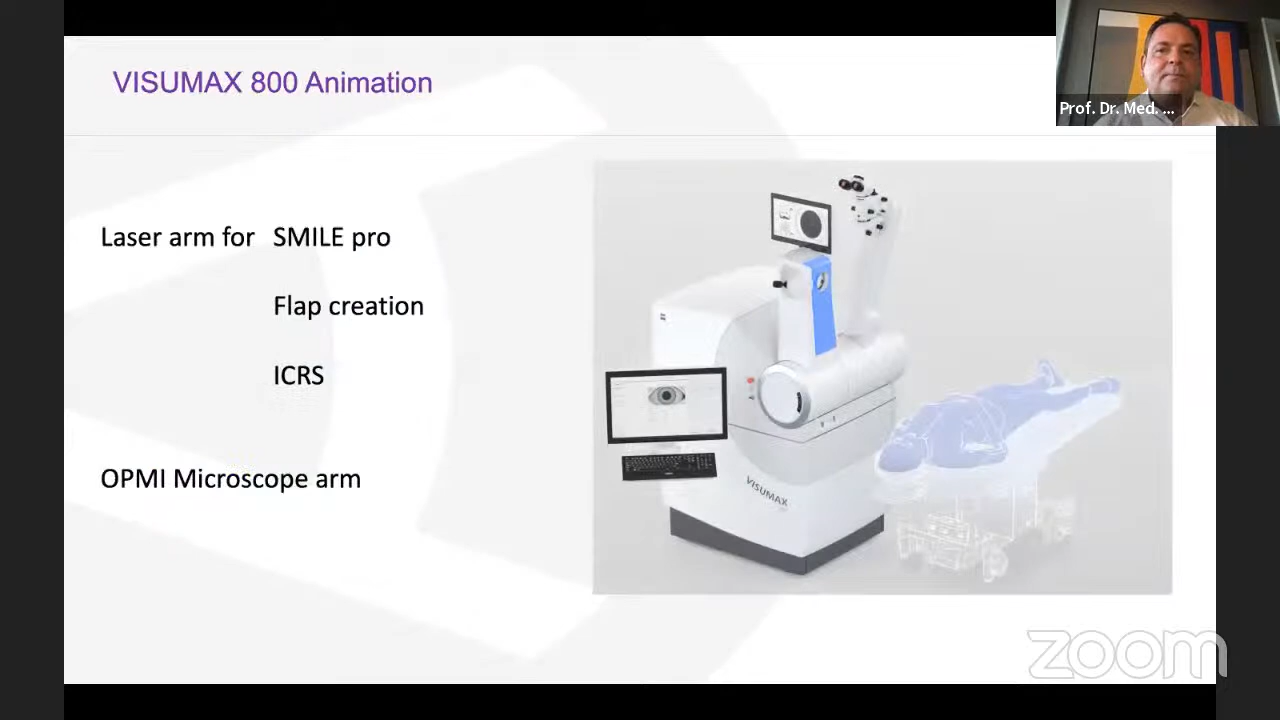 VISUMAX 800 Animation
Prof. Dr. Med. ...
Laser arm for SMILE pro
Flap creation
ICRS
OPMI Microscope arm
VISUMAX
zoom